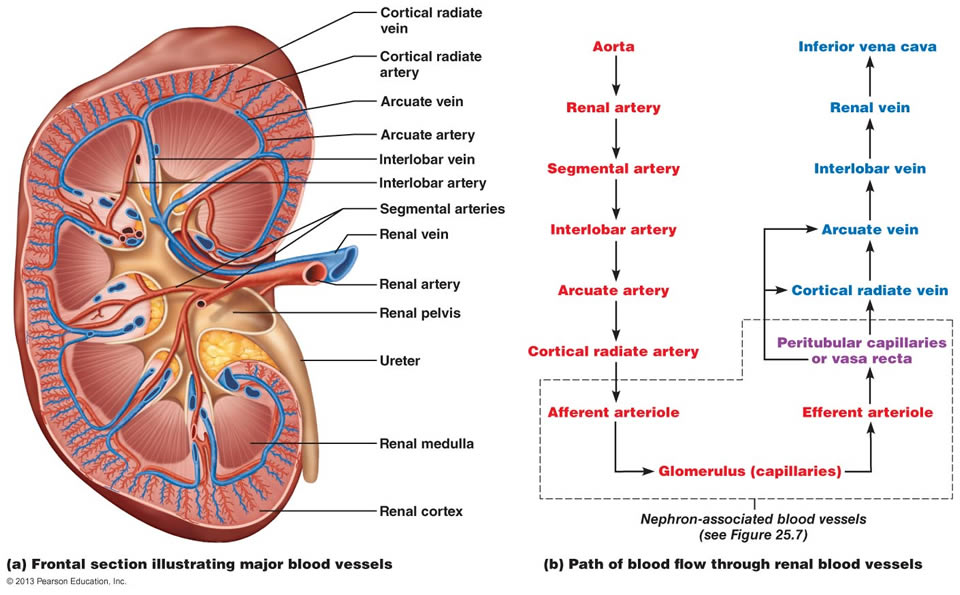 Cortical radiate
vein
Cortical radiate
artery
Arcuate vein
Arcuate artery
Interlobar vein
Interlobar artery
Segmental arteries
Renal vein
Renal artery
Renal pelvis
Ureter
Renal medulla
Renal cortex
(a) Frontal section illustrating major blood vessels
© 2013 Pearson Education, Inc.
Aorta
Renal artery
Segmental artery
Interlobar artery
Arcuate artery
Cortical radiate artery
Afferent arteriole
Glomerulus (capillaries)
Efferent arteriole
Peritubular capillaries
or vasa recta
Cortical radiate vein
Arcuate vein
Interlobar vein
Renal vein
Inferior vena cava
Nephron-associated blood vessels
(see Figure 25.7)
(b) Path of blood flow through renal blood vessels